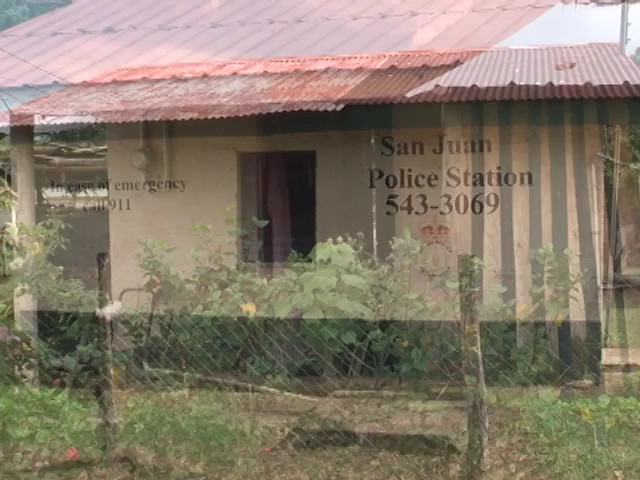 San Juan
Police Station
543-3069
In case of emergency
call 911